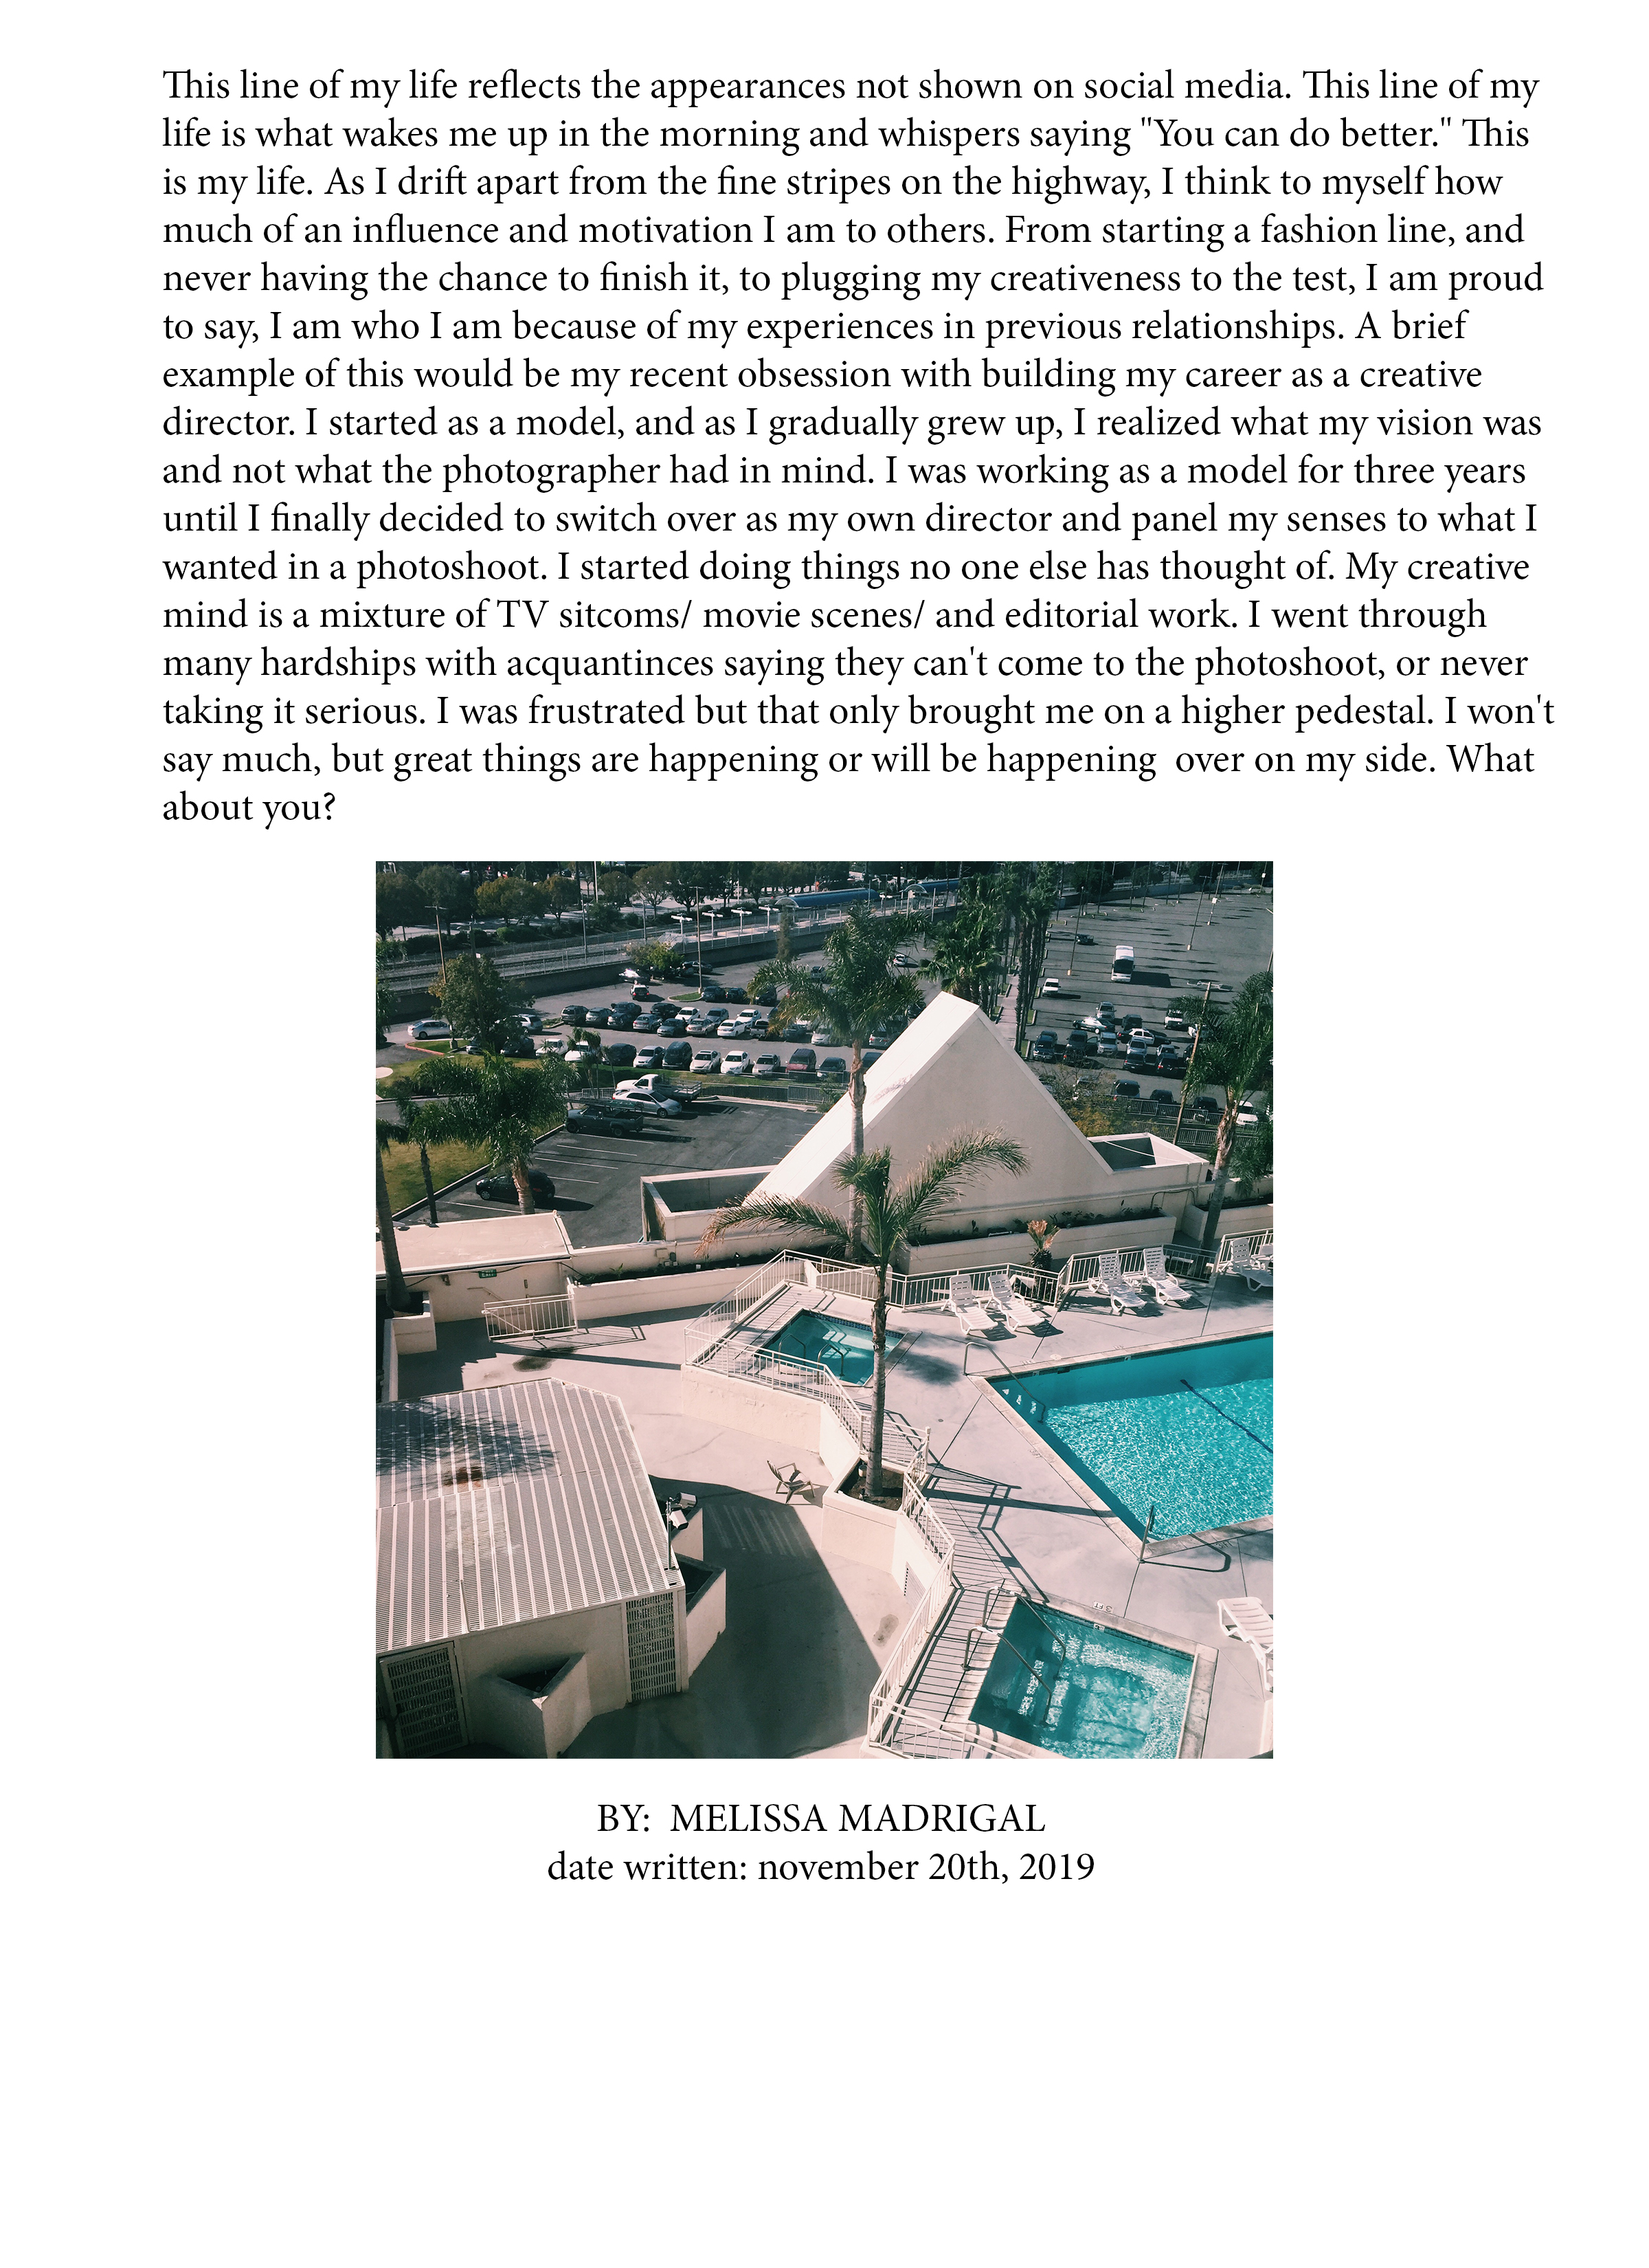 This line of my life reflects the appearances not shown on social media. This line of my
life is what wakes me up in the morning and whispers saying "You can do better." This
is my life. As I drift apart from the fine stripes on the highway, I think to myself how
much of an influence and motivation I am to others. From starting a fashion line, and
never having the chance to finish it, to plugging my creativeness to the test, I am proud
to say, I am who I am because of my experiences in previous relationships. A brief
example of this would be my recent obsession with building my career as a creative
director. I started as a model, and as I gradually grew up, I realized what my vision was
and not what the photographer had in mind. I was working as a model for three years
until I finally decided to switch over as my own director and panel my senses to what I
wanted in a photoshoot. I started doing things no one else has thought of. My creative
mind is a mixture of TV sitcoms/ movie scenes/ and editorial work. I went through
many hardships with acquantinces saying they can't come to the photoshoot, or never
taking it serious. I was frustrated but that only brought me on a higher pedestal. I won't
say much, but great things are happening or will be happening  over on my side. What
about you?
BY:  MELISSA MADRIGAL
date written: november 20th, 2019